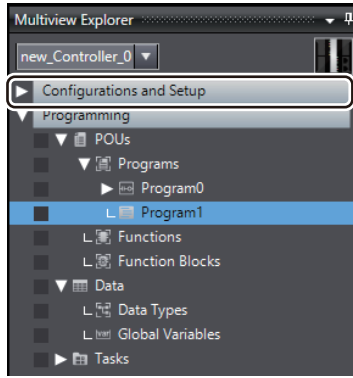 Multiview Explorer
new_Controller_0
Configurations and Setup
Programming
POUs
Programs
Program0
Program1
Functions
Function Blocks
Data
Data Types
Global Variables
Tasks